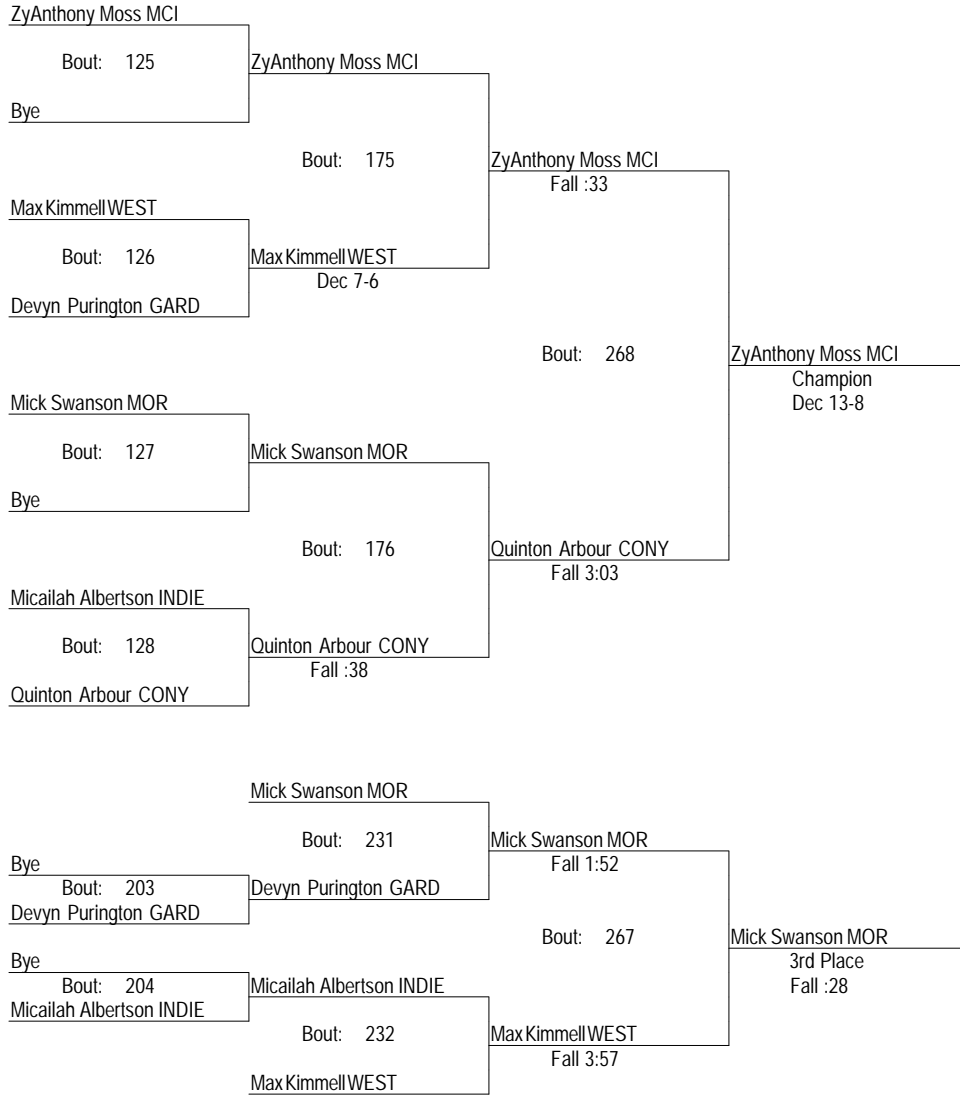 ZyAnthony Moss MCI
Bout: 125
ZyAnthony Moss MCI
Bye
Bout: 175
ZyAnthony Moss MCI
Fall :33
Max Kimmell WEST
Bout: 126
Max Kimmell WEST
Dec 7-6
Devyn Purington GARD
Bout: 268
ZyAnthony Moss MCI
Champion
Dec 13-8
Mick Swanson MOR
Bout: 127
Mick Swanson MOR
Bye
Bout: 176
Quinton Arbour CONY
Fall 3:03
Micailah Albertson INDIE
Bout: 128
Quinton Arbour CONY
Fall :38
Quinton Arbour CONY
Mick Swanson MOR
Bout: 231
Mick Swanson MOR
Fall 1:52
Bye
Bout: 203
Devyn Purington GARD
Devyn Purington GARD
Bout: 267
Mick Swanson MOR
3rd Place
Fall :28
Bye
Bout: 204
Micailah Albertson INDIE
Micailah Albertson INDIE
Bout: 232
Max Kimmell WEST
Fall 3:57
Max Kimmell WEST